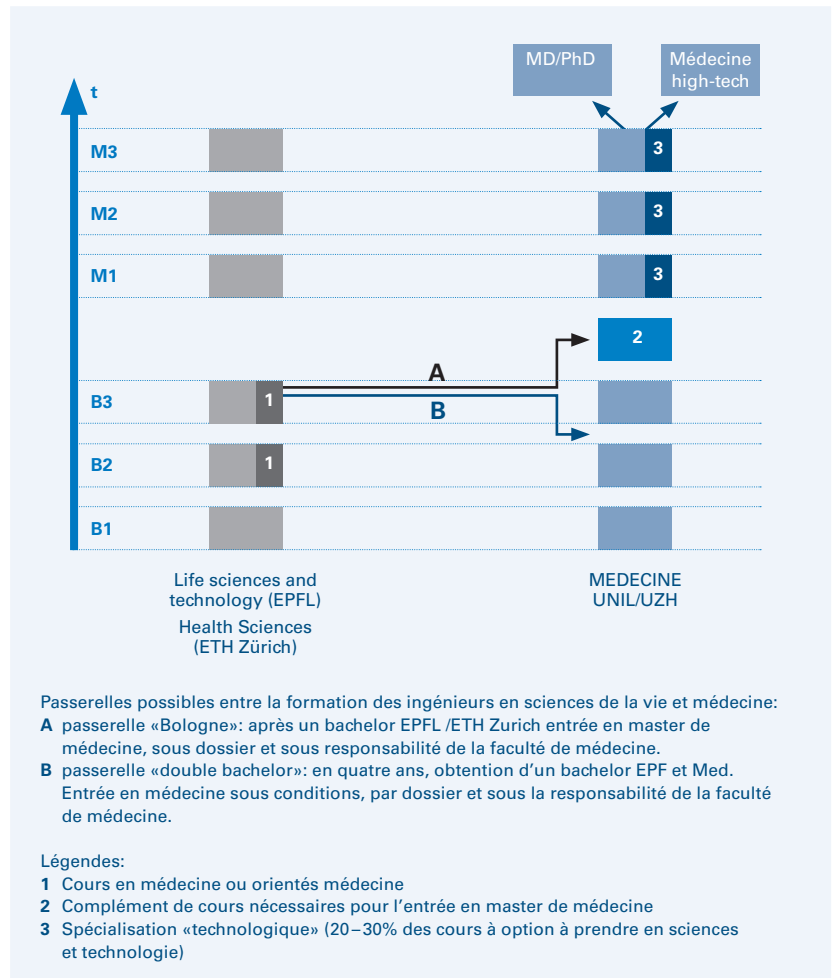 MD/PhD
Médecine
high-tech
t
M3
3
M2
3
M1
3
2
A
B3
1
B
B2
1
B1
Life sciences and
technology (EPFL)
Health Sciences
(ETH Zürich)
MEDECINE
UNIL/UZH
Passerelles possibles entre la formation des ingénieurs en sciences de la vie et médecine:
A passerelle «Bologne»: après un bachelor EPFL /ETH Zurich entrée en master de
médecine, sous dossier et sous responsabilité de la faculté de médecine.
B passerelle «double bachelor»: en quatre ans, obtention d’un bachelor EPF et Med.
Entrée en médecine sous conditions, par dossier et sous la responsabilité de la faculté
de médecine.
Légendes:
1 Cours en médecine ou orientés médecine
2 Complément de cours nécessaires pour l’entrée en master de médecine
3 Spécialisation «technologique» (20–30% des cours à option à prendre en sciences
et technologie)